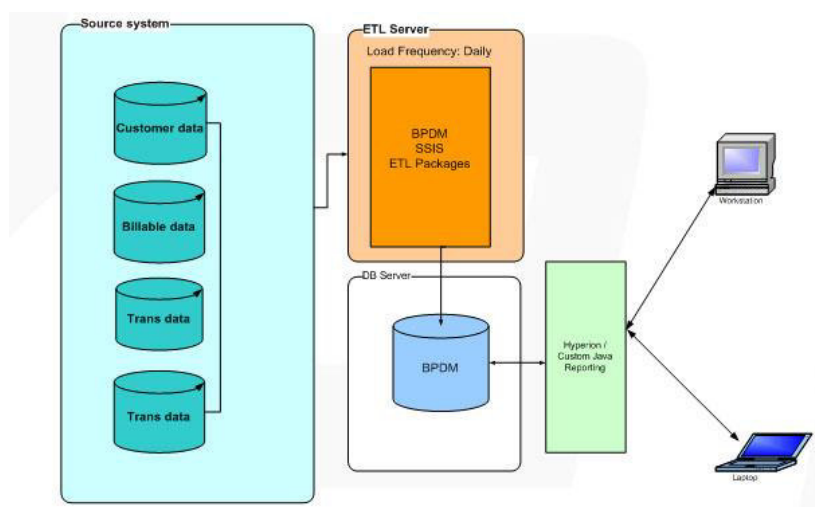 Source system
Customer data
Billable data
Trans data
Trans data
ETL Server
Load Frequency: Daily
BPDM
SSIS
ETL Packages
DB Server
BPDM
Hyperion /
Custom Java
Reporting
Workstation
Laptop